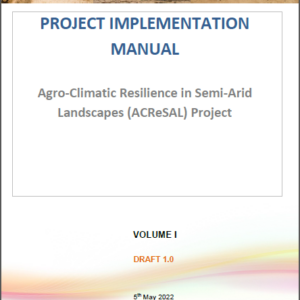 PROJECT IMPLEMENTATION
MANUAL
Agro-Climatic Resilience in Semi-Arid
Landscapes (ACReSAL) Project
VOLUME I
DRAFT 1.0
5th May 2022